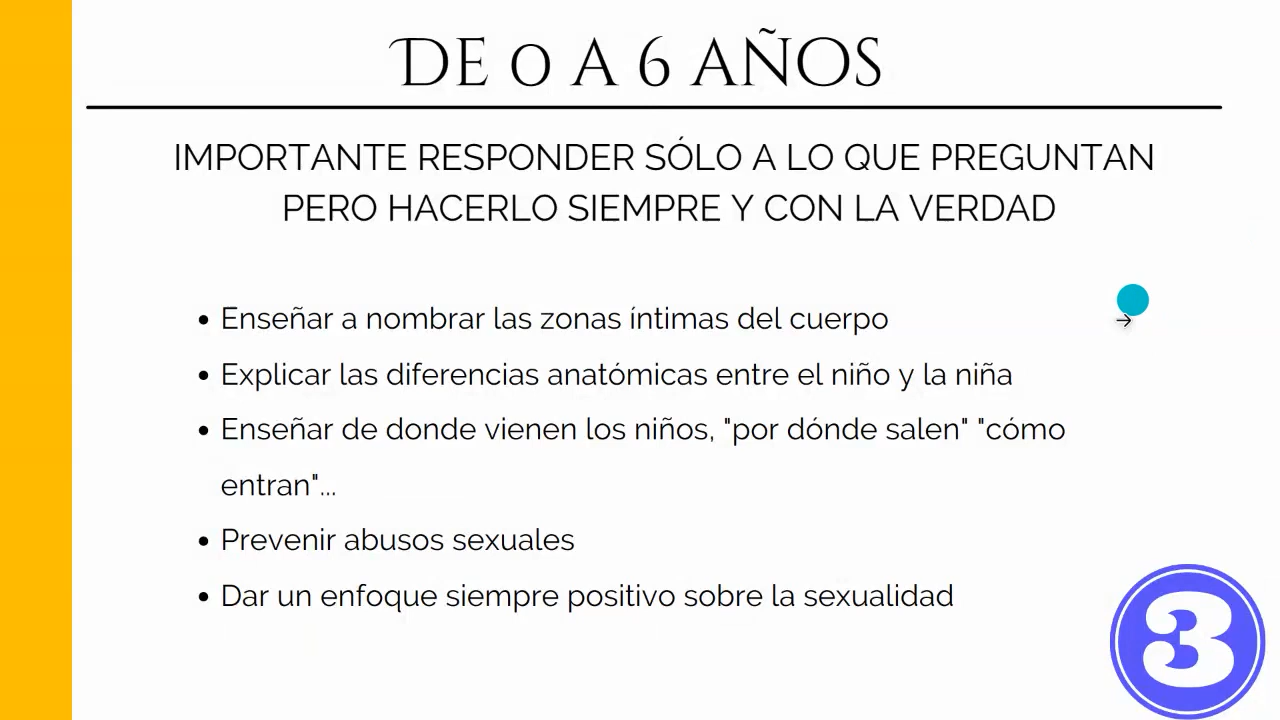 DE 0 A 6 AÑOS
IMPORTANTE RESPONDER SÓLO A LO QUE PREGUNTAN
PERO HACERLO SIEMPRE Y CON LA VERDAD
• Enseñar a nombrar las zonas íntimas del cuerpo
• Explicar las diferencias anatómicas entre el niño y la niña
• Enseñar de donde vienen los niños, "por dónde salen" "cómo
entran"...
• Prevenir abusos sexuales
• Dar un enfoque siempre positivo sobre la sexualidad
3